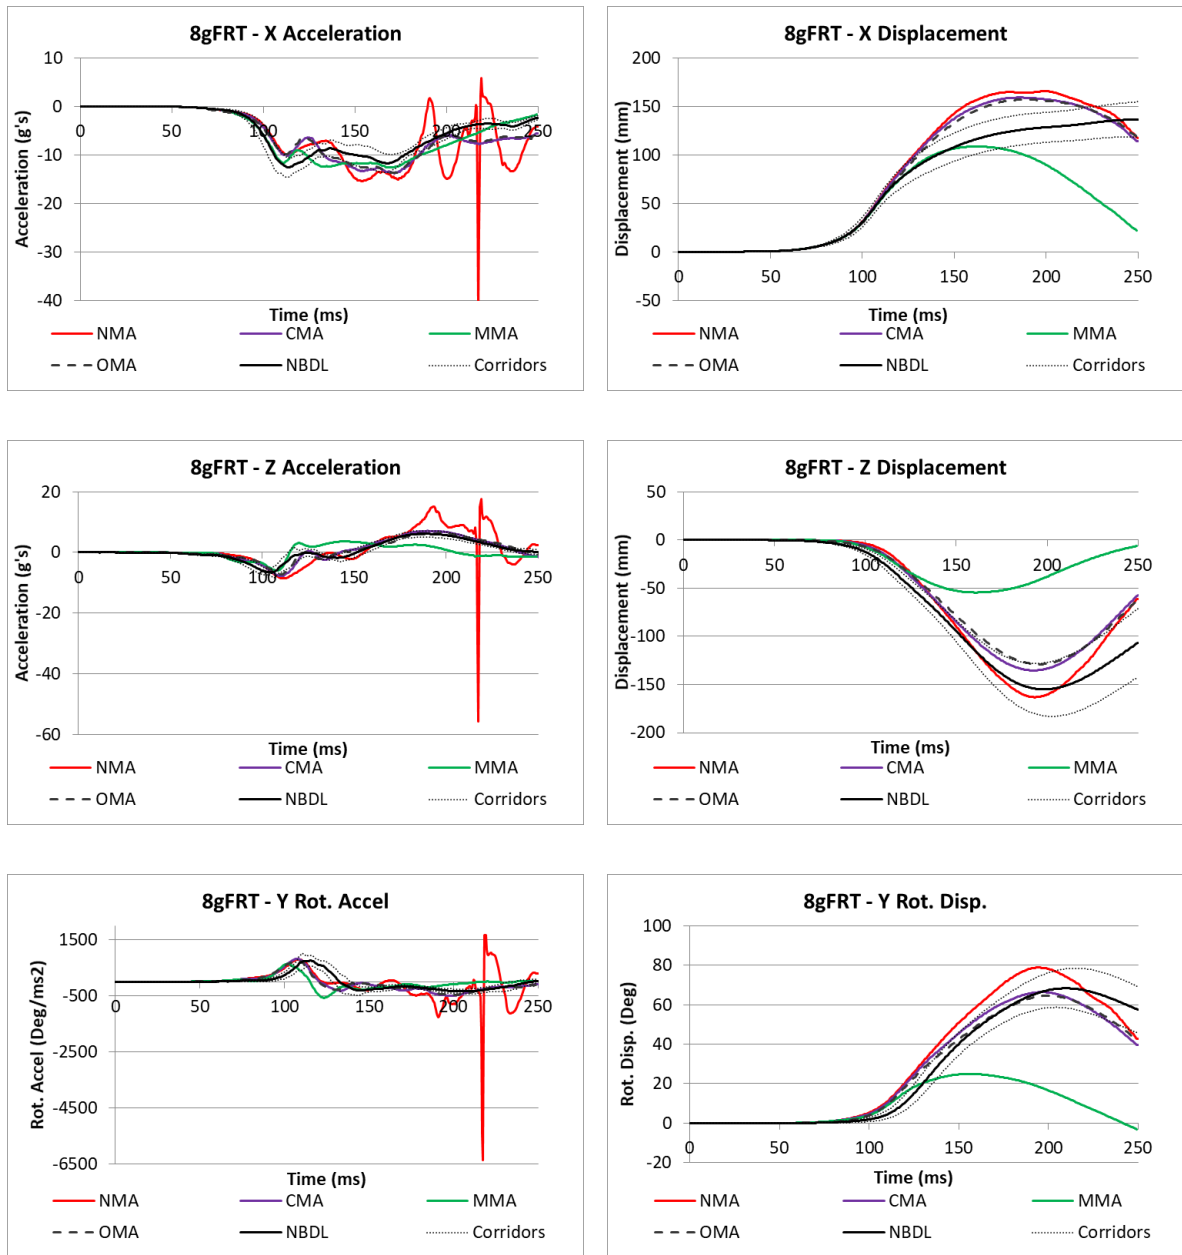 8gFRT - X Acceleration
10
0
-10
-20
-30
-40
0 50 100 150 200 250
Acceleration (g's)
Time (ms)
NMA CMA MMA
OMA NBDL Corridors
8gFRT - X Displacement
200
150
100
50
0
-50
0 50 100 150 200 250
Displacement (mm)
Time (ms)
NMA CMA MMA
OMA NBDL Corridors
8gFRT - Z Acceleration
20
0
-20
-40
-60
0 50 100 150 200 250
Acceleration (g's)
Time (ms)
NMA CMA MMA
OMA NBDL Corridors
8gFRT - Z Displacement
50
0
-50
-100
-150
-200
0 50 100 150 200 250
Displacement (mm)
Time (ms)
NMA CMA MMA
OMA NBDL Corridors
8gFRT - Y Rot. Accel
1500
-500
-2500
-4500
-6500
0 50 100 150 200 250
Rot. Accel (Deg/ms2)
Time (ms)
NMA CMA MMA
OMA NBDL Corridors
8gFRT - Y Rot. Disp.
100
80
60
40
20
0
-20
0 50 100 150 200 250
Rot. Disp. (Deg)
Time (ms)
NMA CMA MMA
OMA NBDL Corridors